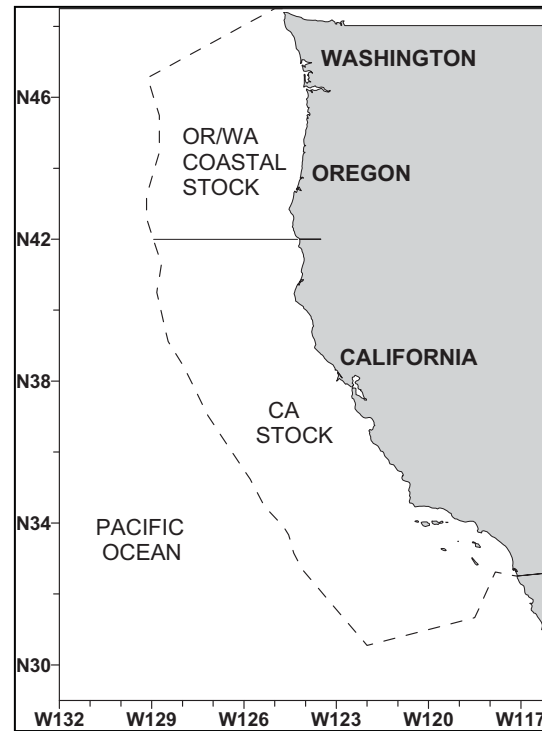 WASHINGTON
N46
OR/WA
COASTAL
STOCK
OREGON
N42
CALIFORNIA
N38
CA
STOCK
N34
PACIFIC
OCEAN
N30
W132 W129 W126 W123 W120 W117